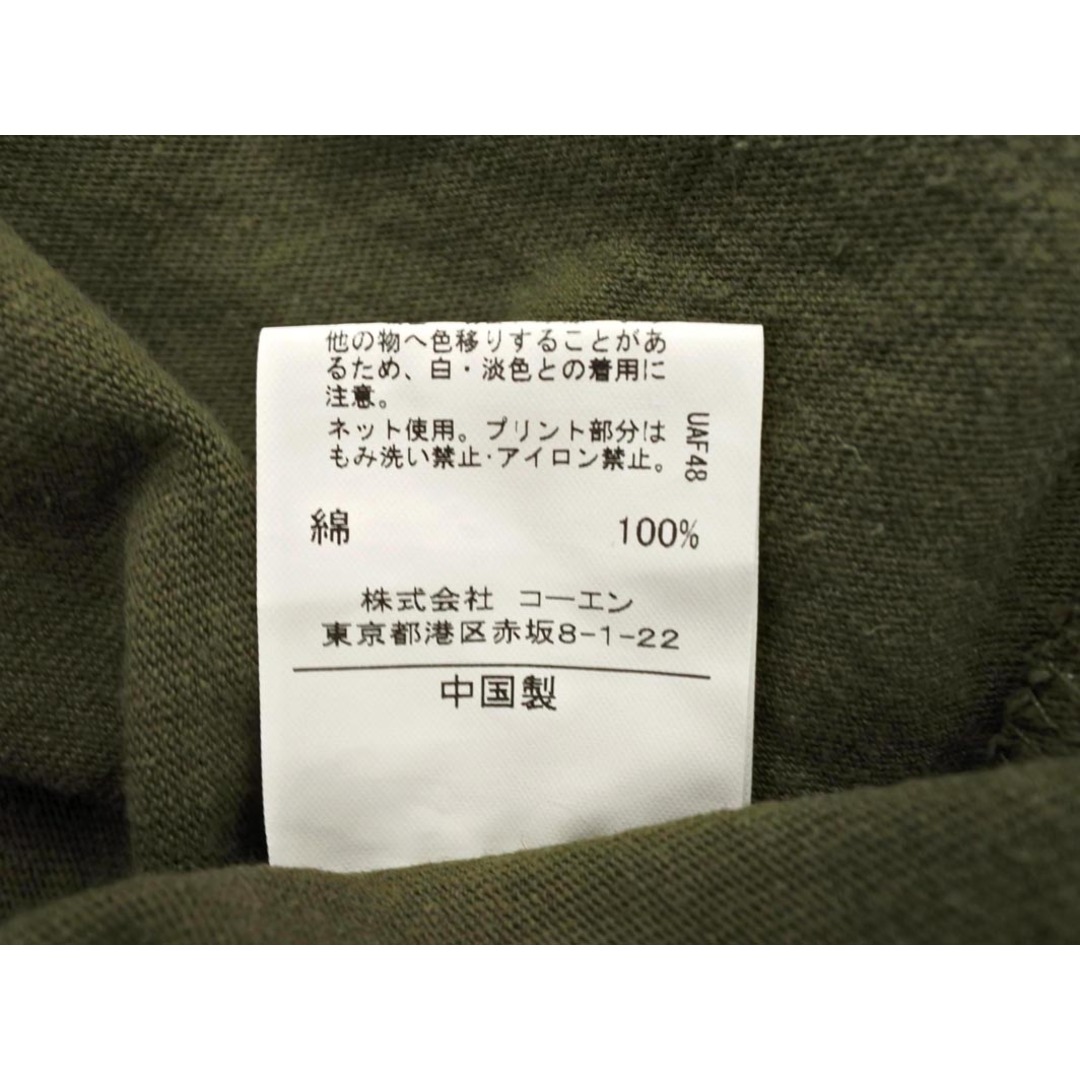 他の物へ色移りすることがあ
るため、白・淡色との着用に
注意。
ネット使用。プリント部分は
もみ洗い禁止・アイロン禁止。
UAF48
綿 100%
株式会社 コーエン
東京都港区赤坂8-1-22
中国製